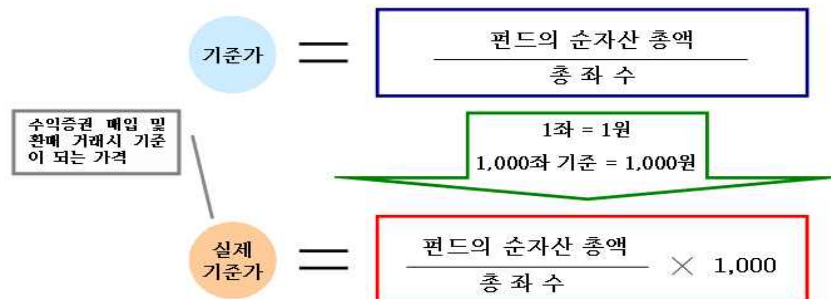 기준가
펀드의 순자산 총액
총 좌 수
수익증권 매입 및
환매 거래시 기준
이 되는 가격
1좌 = 1원
1,000좌 기준 = 1,000원
실제
기준가
펀드의 순자산 총액
총 좌 수
× 1,000